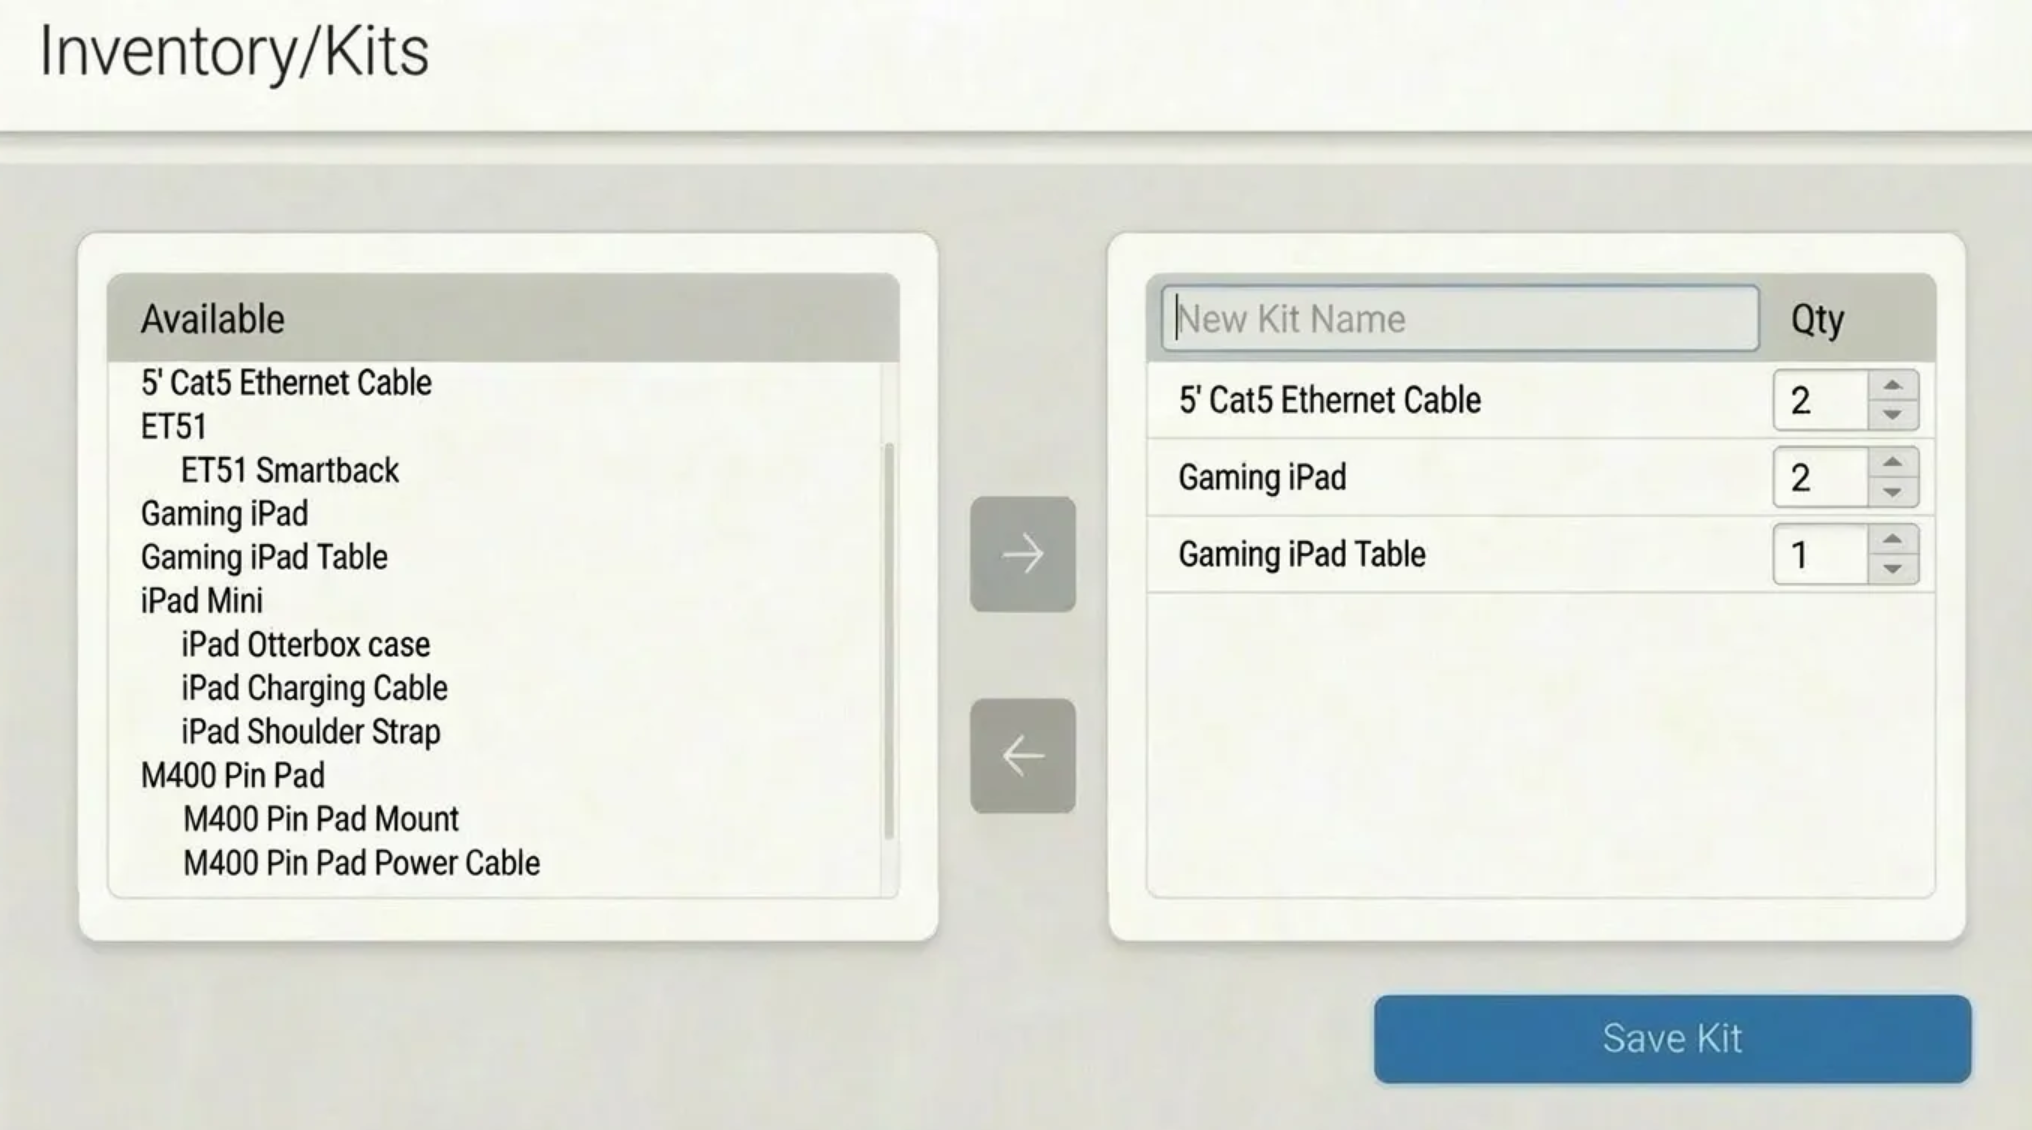 Inventory/Kits
Available
5' Cat5 Ethernet Cable
ET51
ET51 Smartback
Gaming iPad
Gaming iPad Table
iPad Mini
iPad Otterbox case
iPad Charging Cable
iPad Shoulder Strap
M400 Pin Pad
M400 Pin Pad Mount
M400 Pin Pad Power Cable
New Kit Name Qty
5' Cat5 Ethernet Cable 2
Gaming iPad 2
Gaming iPad Table 1
Save Kit